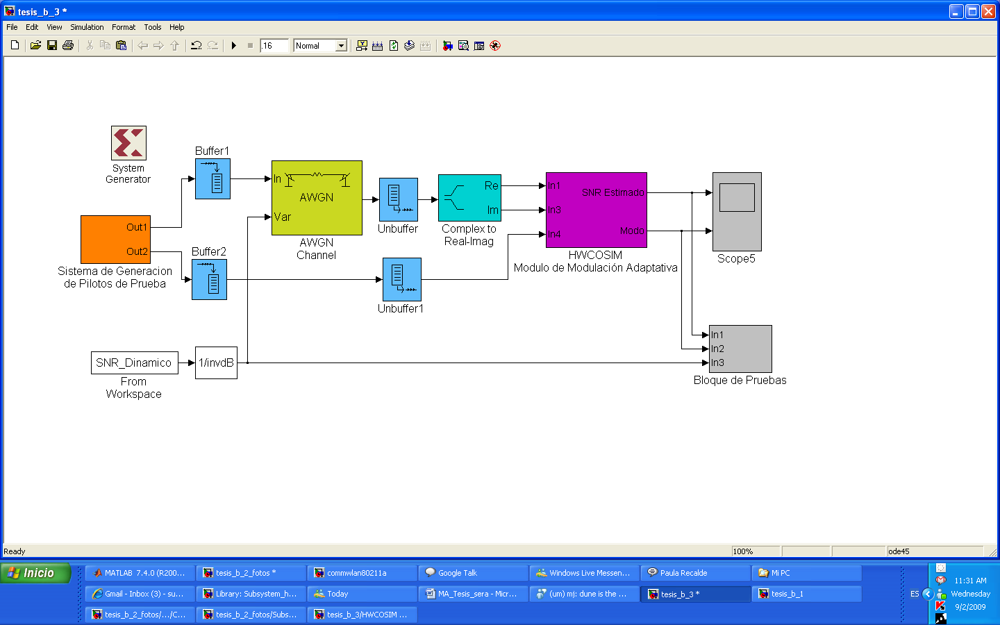 tesis_b_3 *
File Edit View Simulation Format Tools Help
.16 Normal
System
Generator
Buffer1
In
AWGN
Var
AWGN
Channel
Unbuffer
Re
Im
Complex to
Real-Imag
In1
In3
In4
SNR Estimado
Modo
HWCOSIM
Modulo de Modulación Adaptativa
Scope5
Out1
Out2
Sistema de Generacion
de Pilotos de Prueba
Buffer2
Unbuffer1
SNR_Dinamico
From
Workspace
1/invdB
In1
In2
In3
Bloque de Pruebas
Ready 100% ode45
Inicio
MATLAB 7.4.0 (R200... tesis_b_2_fotos * commwlan80211a Google Talk Windows Live Messen... Paula Recalde Mi PC
Gmail - Inbox (3) - su... Library: Subsystem_h... Today MA_Tesis_sera - Micr... (um) mj: dune is the ... tesis_b_3 * tesis_b_1
tesis_b_2_fotos/.../C... tesis_b_2_fotos/Subs... tesis_b_3/HWCOSIM ...
ES
11:31 AM
Wednesday
9/2/2009